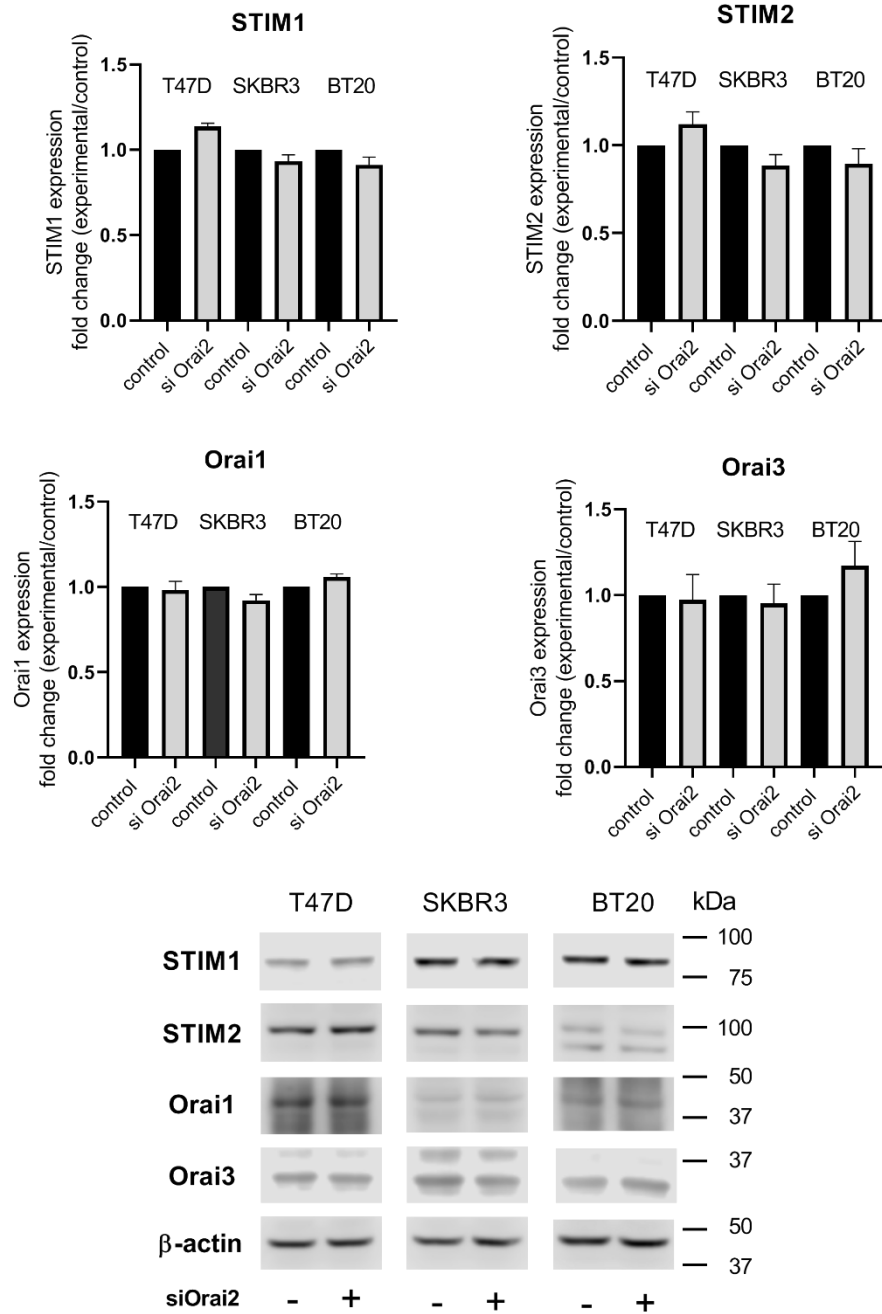 STIM1
STIM1 expression
fold change (experimental/control)
1.5
1.0
0.5
0.0
T47D SKBR3 BT20
control si Orai2 control si Orai2 control si Orai2
STIM2
STIM2 expression
fold change (experimental/control)
1.5
1.0
0.5
0.0
T47D SKBR3 BT20
control si Orai2 control si Orai2 control si Orai2
Orai1
Orai1 expression
fold change (experimental/control)
1.5
1.0
0.5
0.0
T47D SKBR3 BT20
control si Orai2 control si Orai2 control si Orai2
Orai3
Orai3 expression
fold change (experimental/control)
1.5
1.0
0.5
0.0
T47D SKBR3 BT20
control si Orai2 control si Orai2 control si Orai2
T47D SKBR3 BT20 kDa
STIM1 100
75
STIM2 100
Orai1 50
37
Orai3 37
β-actin 50
37
siOrai2 - + - + - +